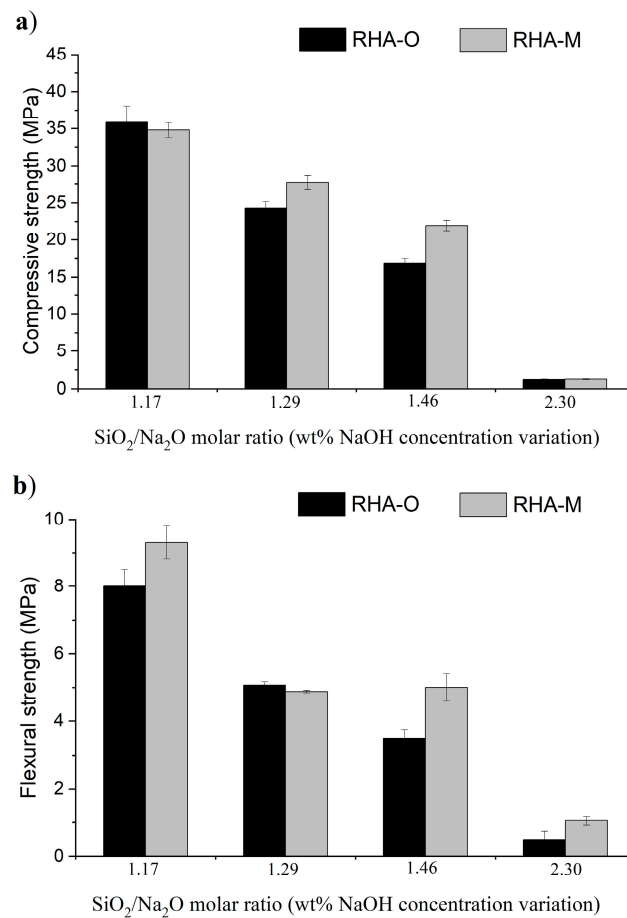 a)
RHA-O RHA-M
45
40
35
30
25
20
15
10
5
0
Compressive strength (MPa)
1.17 1.29 1.46 2.30
SiO₂/Na₂O molar ratio (wt% NaOH concentration variation)
b)
RHA-O RHA-M
10
8
6
4
2
0
Flexural strength (MPa)
1.17 1.29 1.46 2.30
SiO₂/Na₂O molar ratio (wt% NaOH concentration variation)